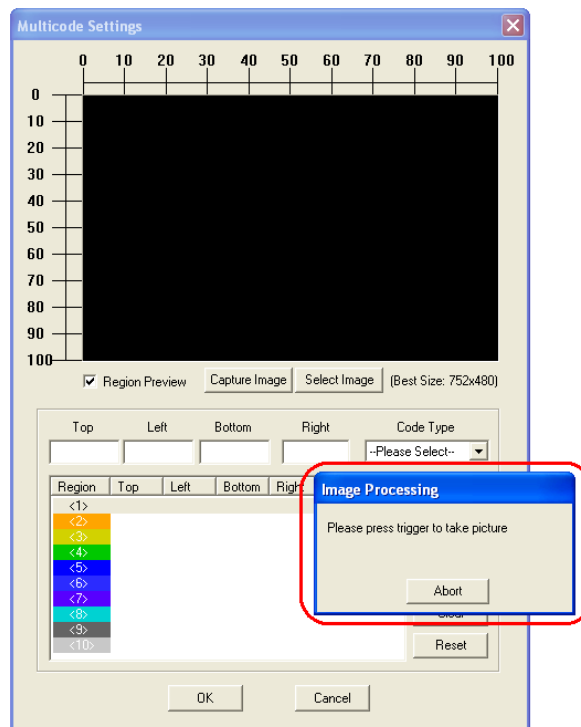 Multicode Settings
0 10 20 30 40 50 60 70 80 90 100
0
10
20
30
40
50
60
70
80
90
100
Region Preview Capture Image Select Image (Best Size: 752x480)
Top Left Bottom Right Code Type
--Please Select--
Region Top Left Bottom Right
<1>
<2>
<3>
<4>
<5>
<6>
<7>
<8>
<9>
<10>
Image Processing
Please press trigger to take picture
Abort
Clear
Reset
OK Cancel